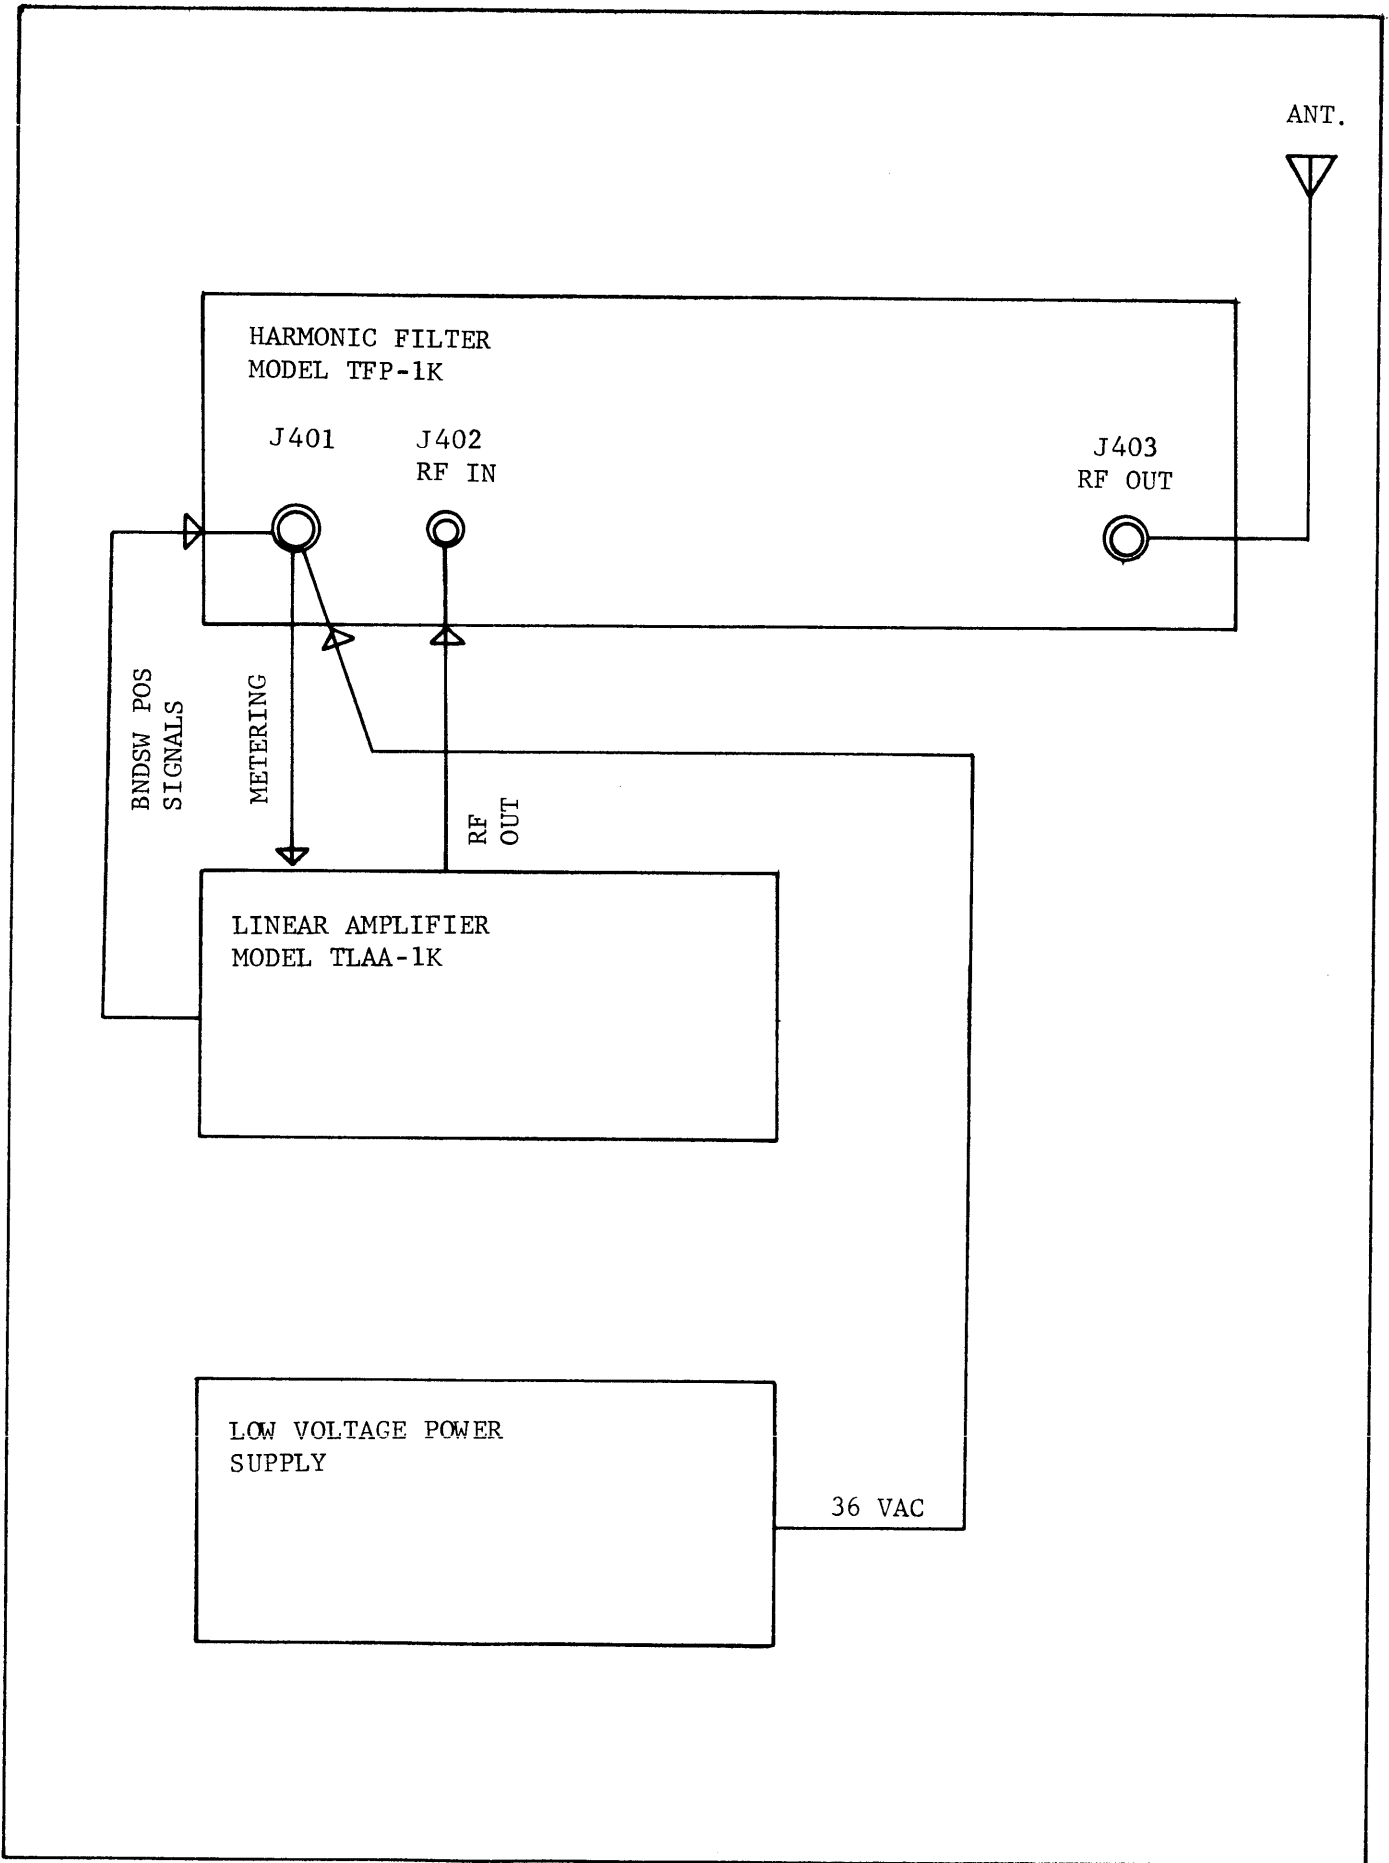 ANT.
HARMONIC FILTER
MODEL TFP-1K
J401
J402
RF IN
J403
RF OUT
BNDSW POS
SIGNALS
METERING
RF
OUT
LINEAR AMPLIFIER
MODEL TLAA-1K
LOW VOLTAGE POWER
SUPPLY
36 VAC